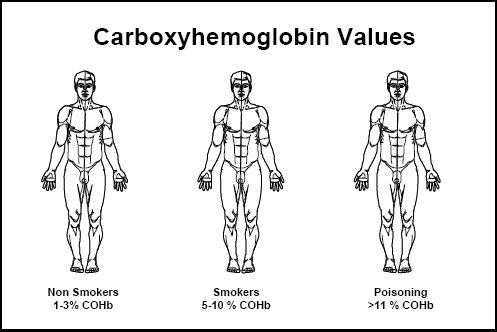 Carboxyhemoglobin Values
Non Smokers
1-3% COHb
Smokers
5-10 % COHb
Poisoning
>11 % COHb